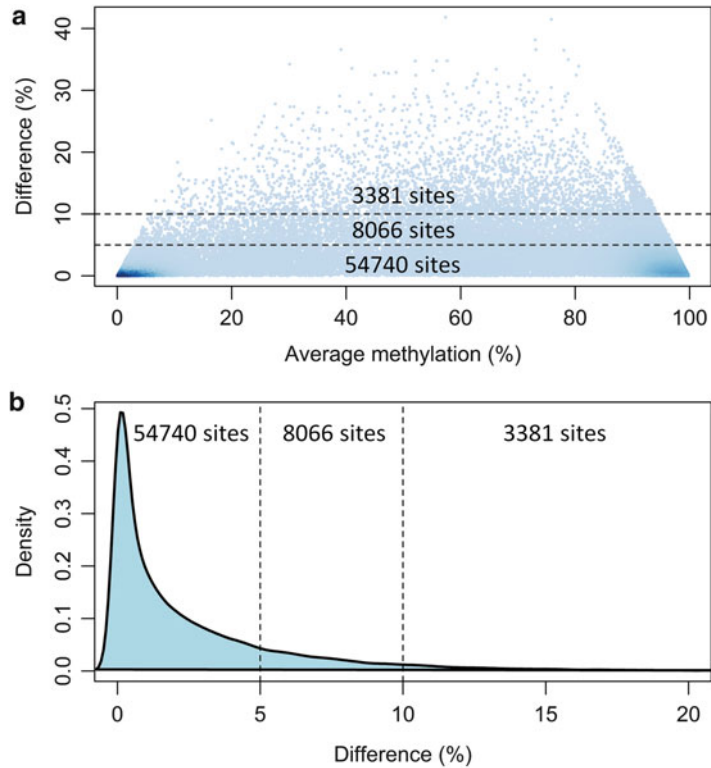 a
40
30
20
10
0
Difference (%)
3381 sites
8066 sites
54740 sites
0 20 40 60 80 100
Average methylation (%)
b
0.5
0.4
0.3
0.2
0.1
0.0
Density
54740 sites 8066 sites 3381 sites
0 5 10 15 20
Difference (%)